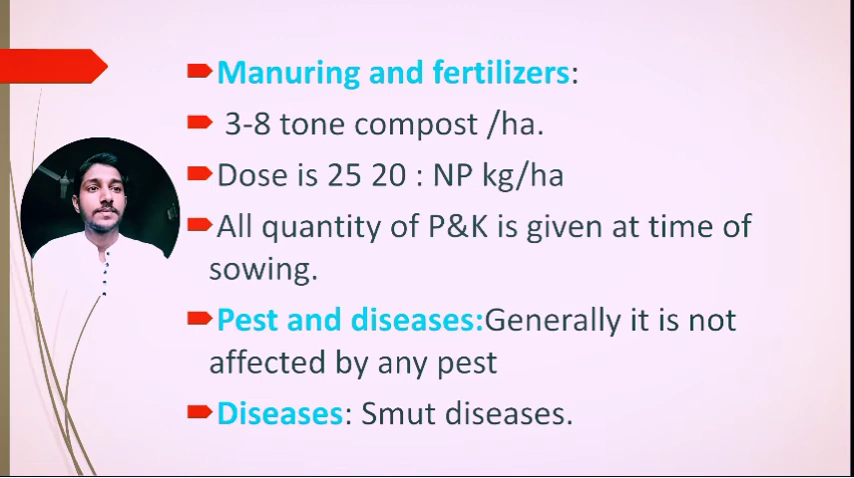 Manuring and fertilizers:
3-8 tone compost /ha.
Dose is 25 20 : NP kg/ha
All quantity of P&K is given at time of
sowing.
Pest and diseases:Generally it is not
affected by any pest
Diseases: Smut diseases.